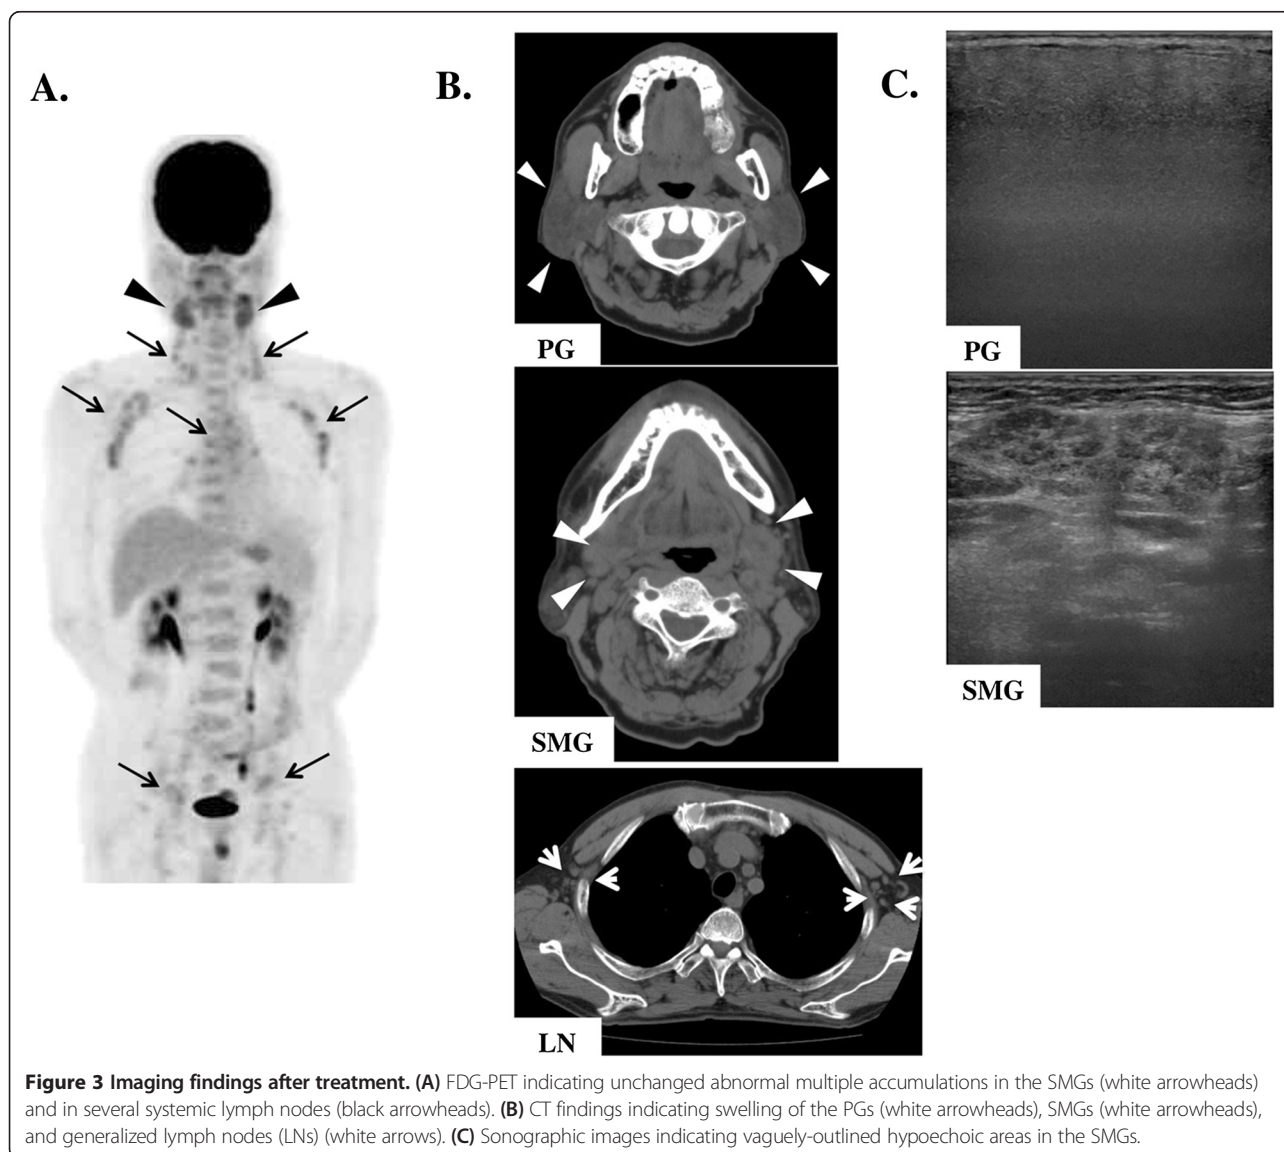 A.
B.
C.
PG
PG
SMG
SMG
LN
Figure 3 Imaging findings after treatment. (A) FDG-PET indicating unchanged abnormal multiple accumulations in the SMGs (white arrowheads)
and in several systemic lymph nodes (black arrowheads). (B) CT findings indicating swelling of the PGs (white arrowheads), SMGs (white arrowheads),
and generalized lymph nodes (LNs) (white arrows). (C) Sonographic images indicating vaguely-outlined hypoechoic areas in the SMGs.